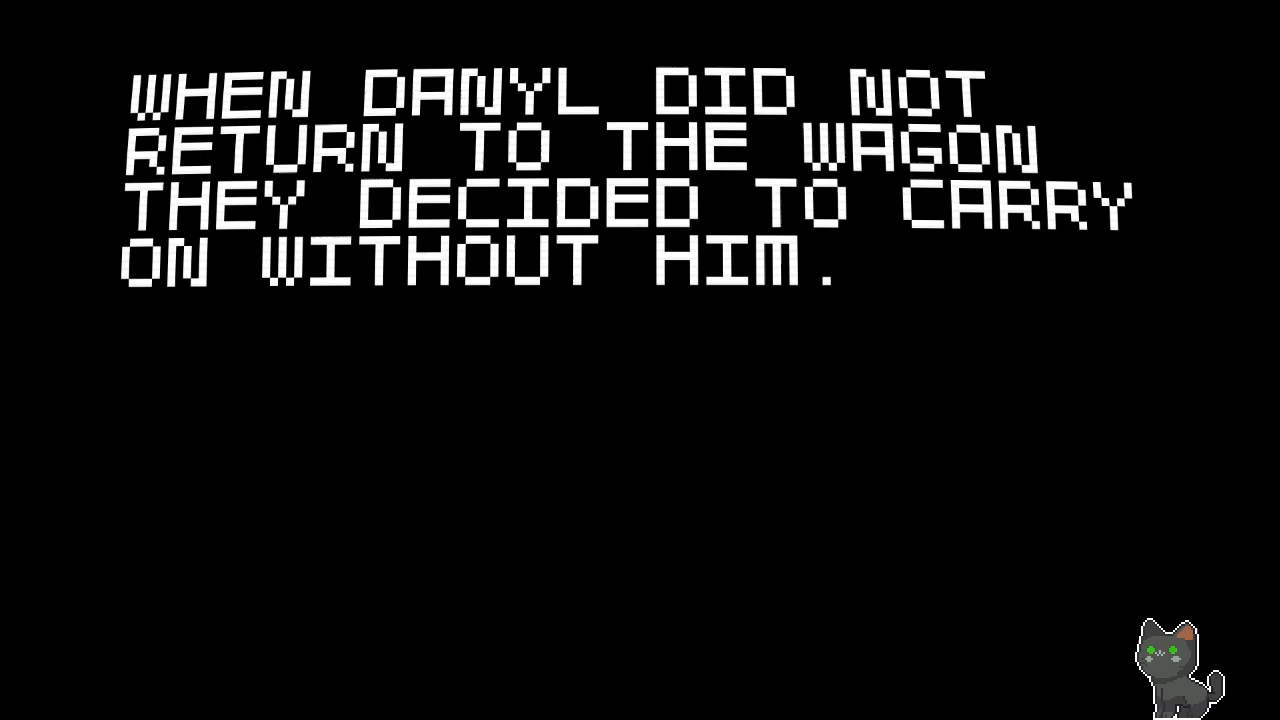 WHEN DANYL DID NOT
RETURN TO THE WAGON
THEY DECIDED TO CARRY
ON WITHOUT HIM.